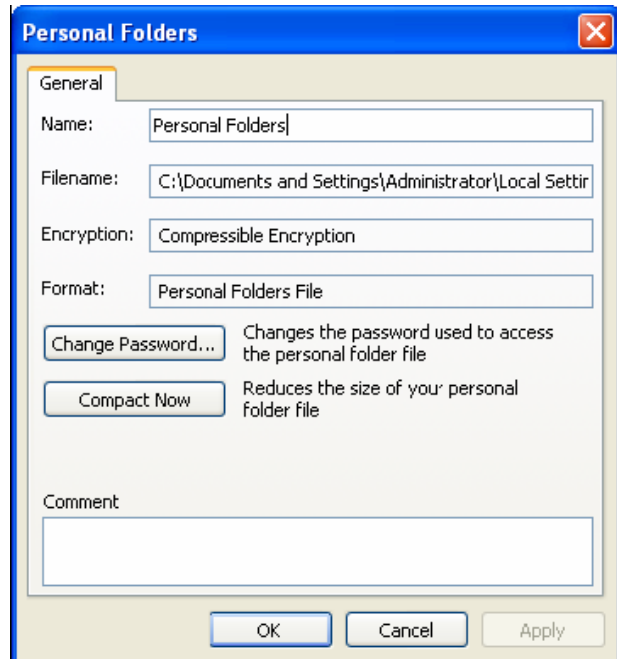 Personal Folders
General
Name: Personal Folders
Filename: C:\Documents and Settings\Administrator\Local Settir
Encryption: Compressible Encryption
Format: Personal Folders File
Change Password... Changes the password used to access
the personal folder file
Compact Now Reduces the size of your personal
folder file
Comment
OK Cancel Apply